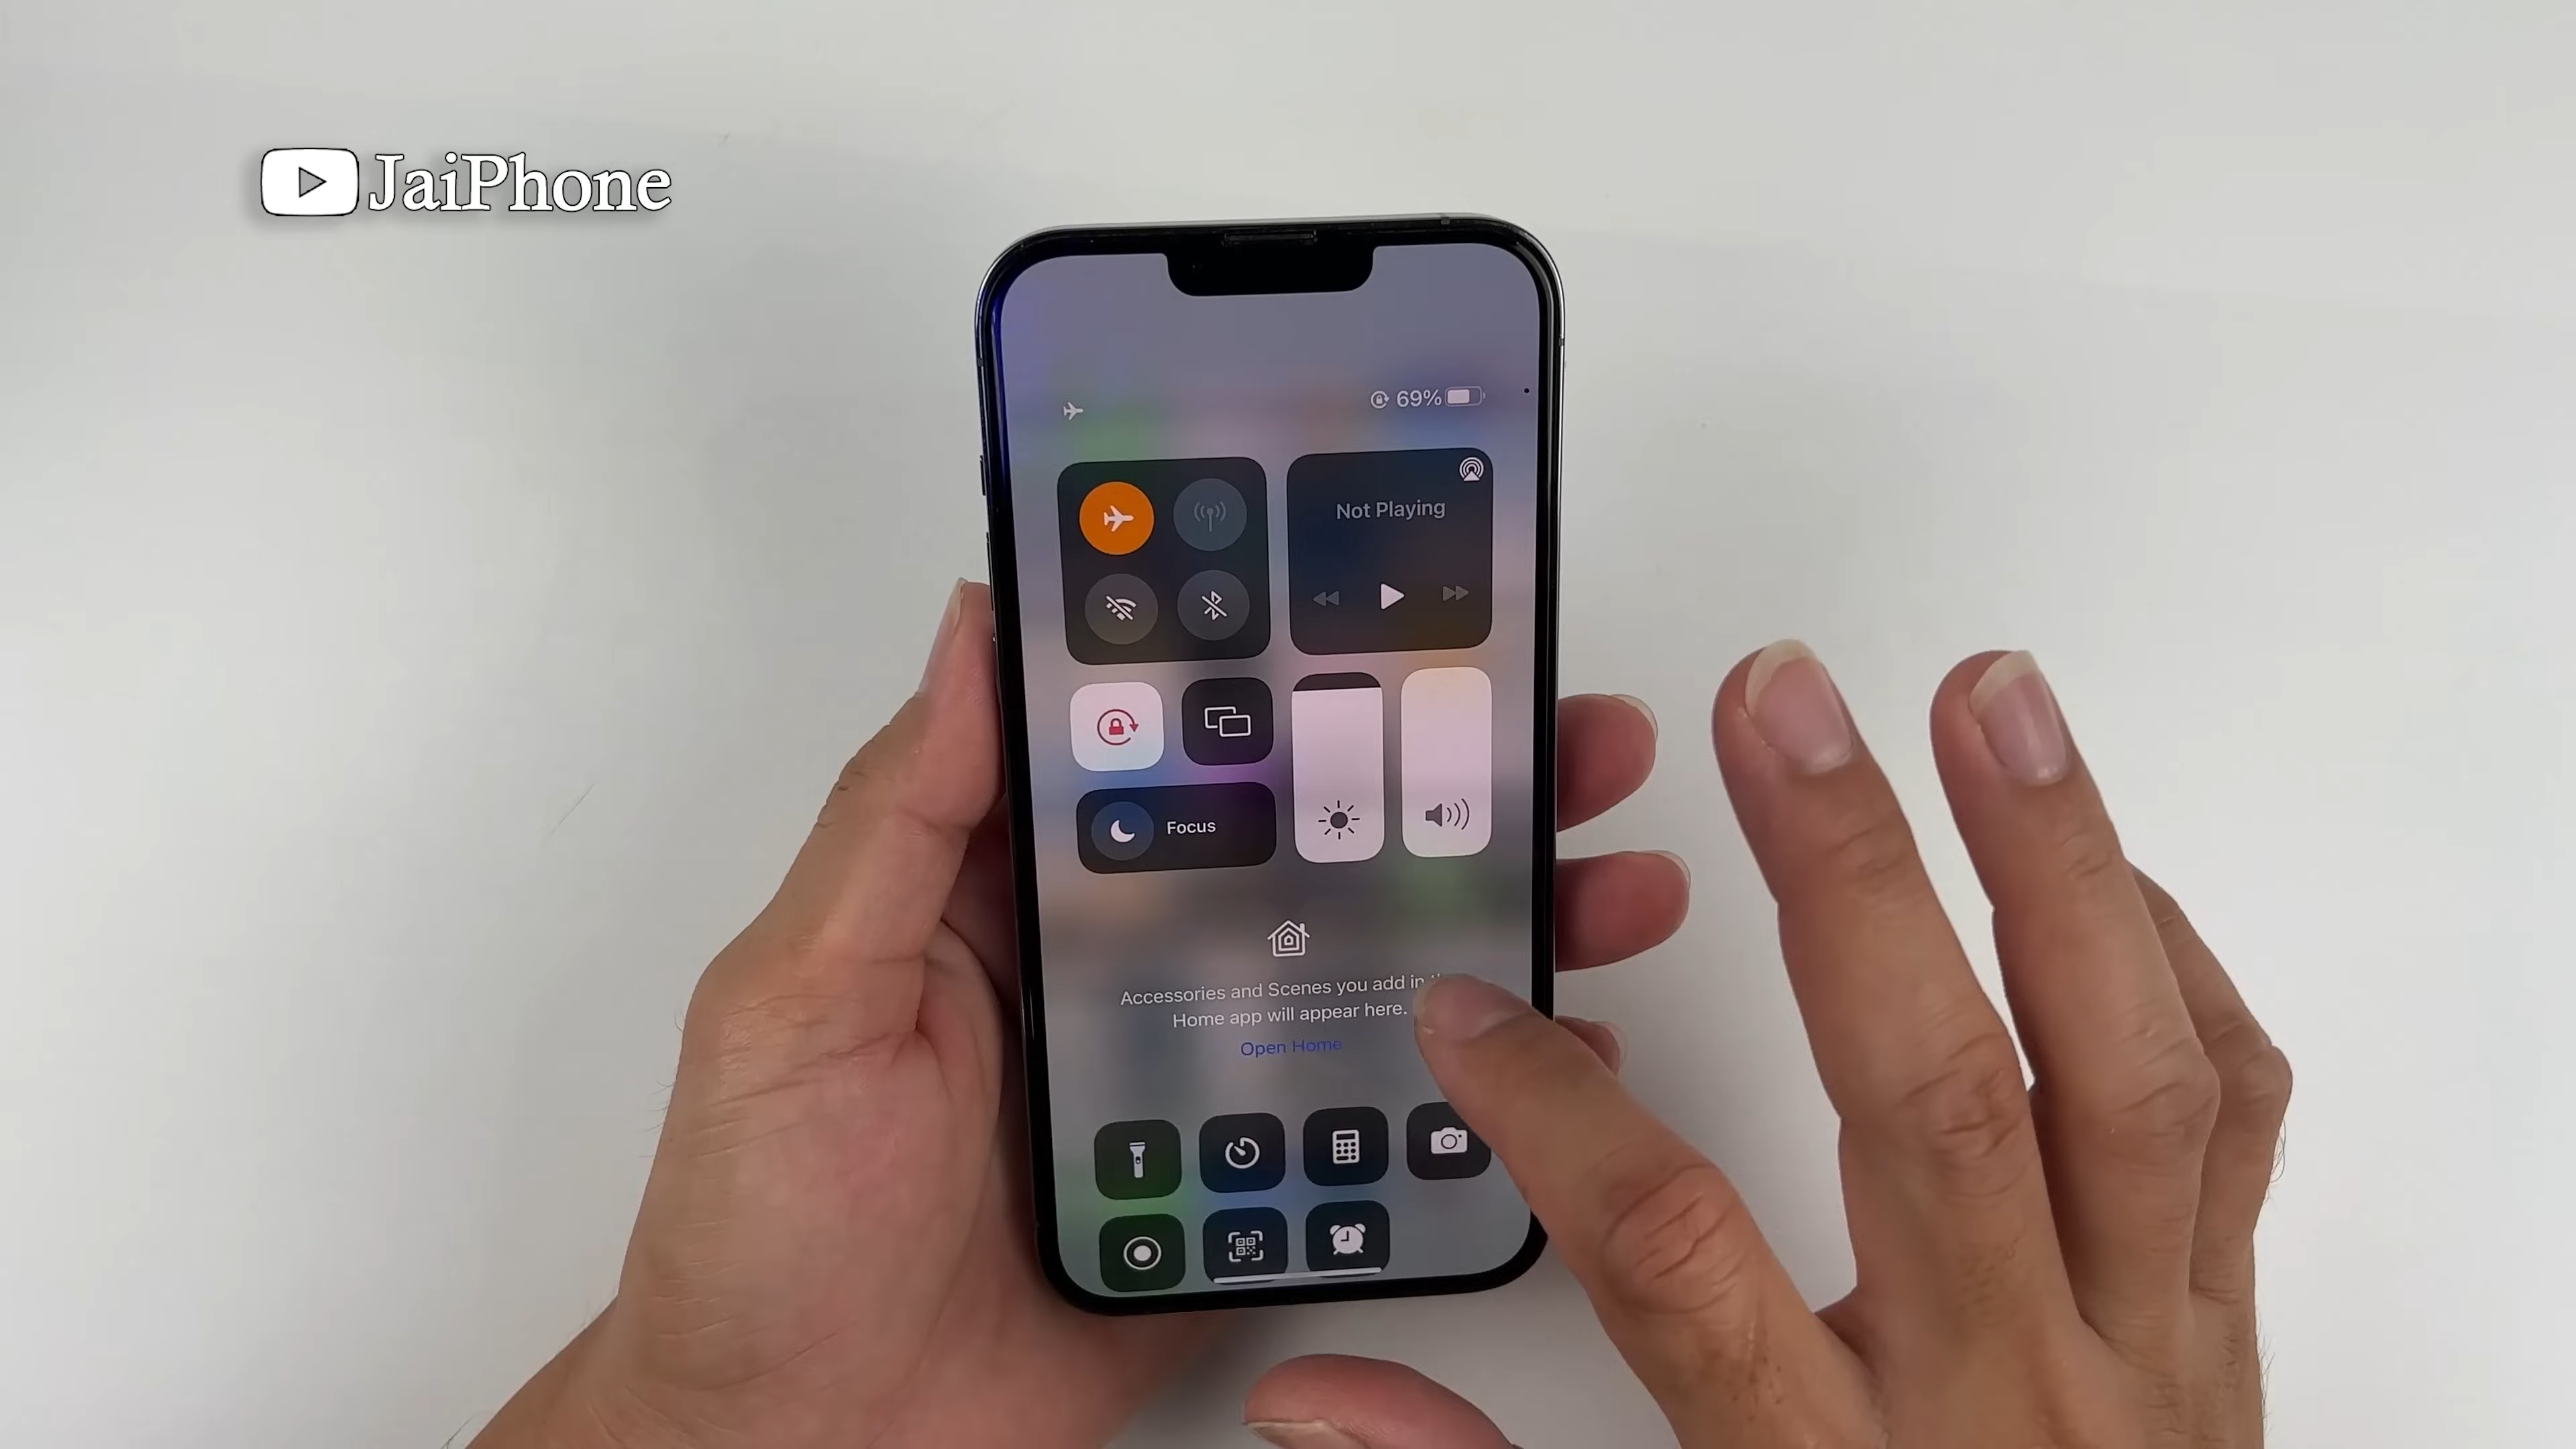 JaiPhone
69%
Not Playing
Focus
Accessories and Scenes you add in
Home app will appear here.
Open Home